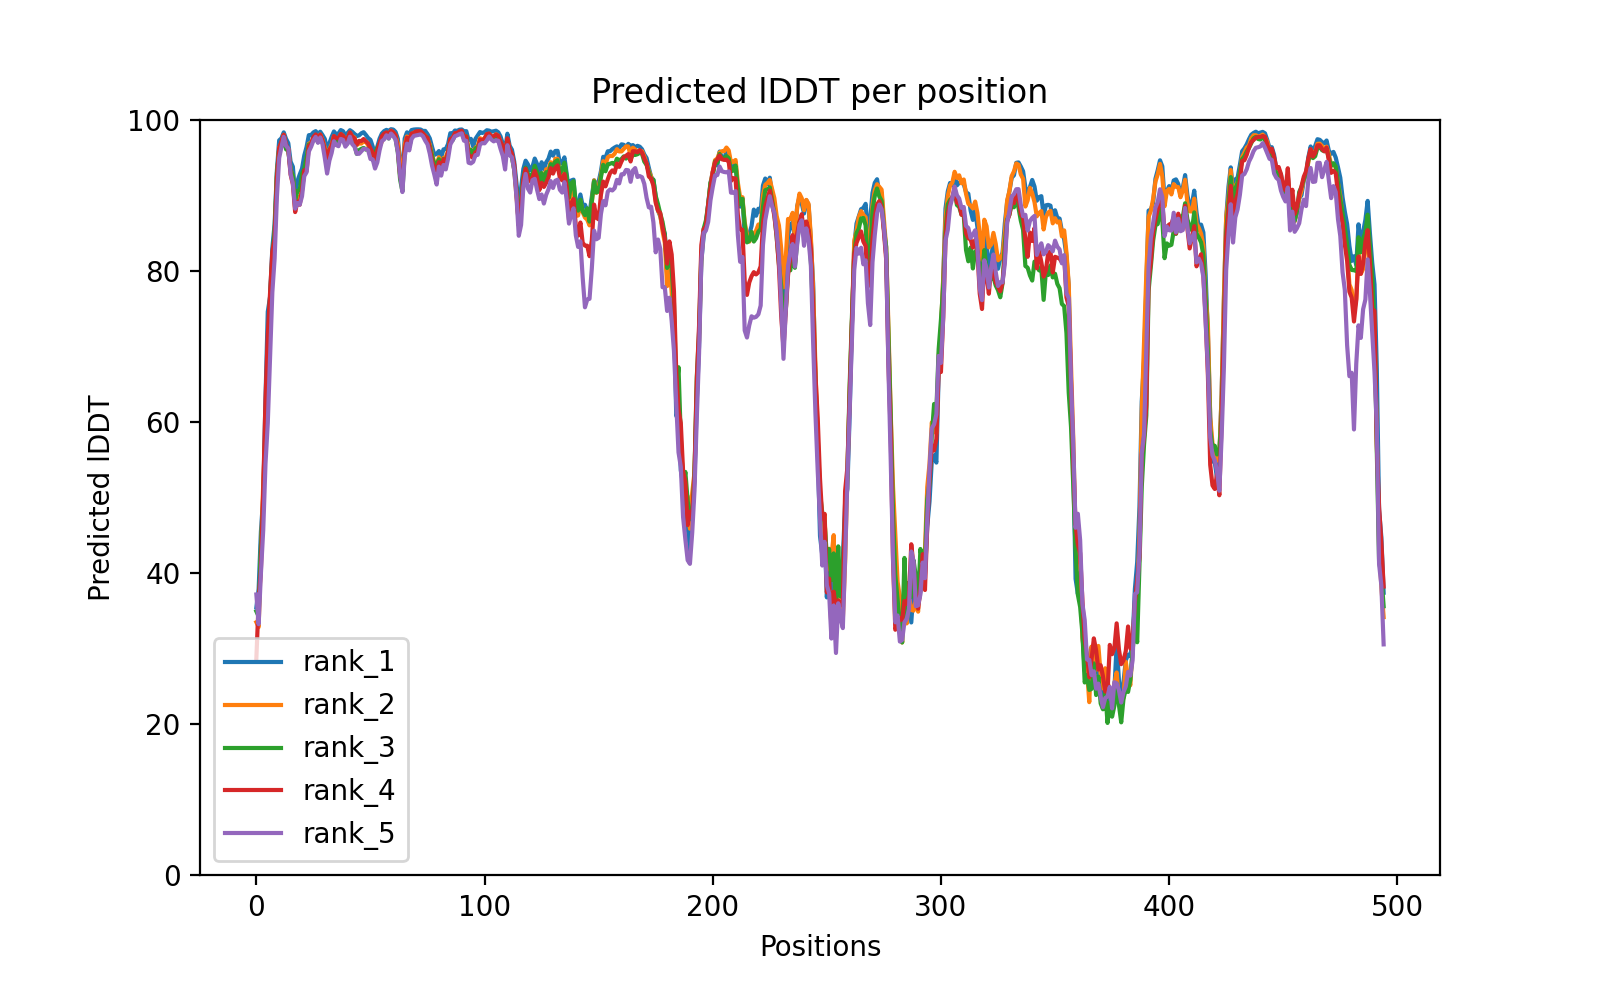 Predicted lDDT per position
100
80
60
40
20
0
Predicted lDDT
rank_1
rank_2
rank_3
rank_4
rank_5
0 100 200 300 400 500
Positions